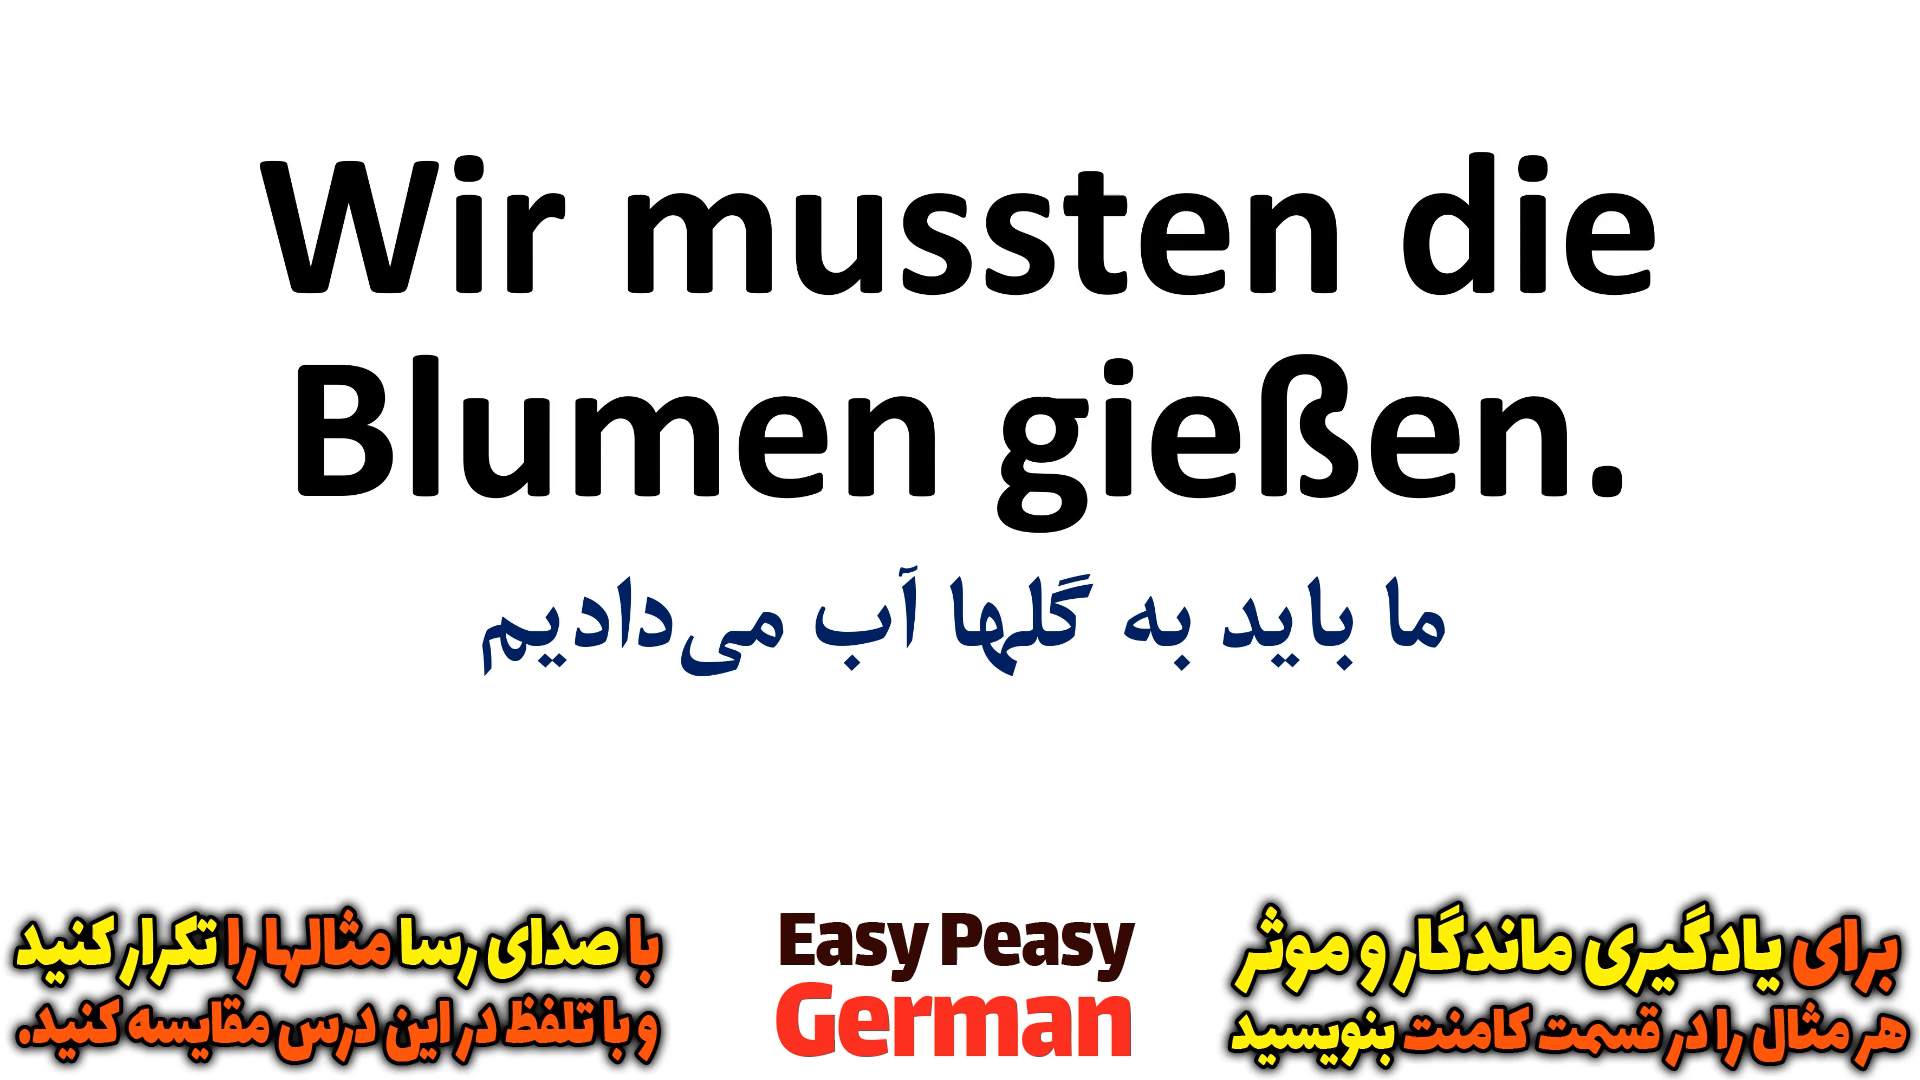 Wir mussten die
Blumen gießen.
ما باید به گلها آب می‌دادیم
برای یادگیری ماندگار و موثر
هر مثال را در قسمت کامنت بنویسید
Easy Peasy
German
با صدای رسا مثالها را تکرار کنید
و با تلفظ در این درس مقایسه کنید.